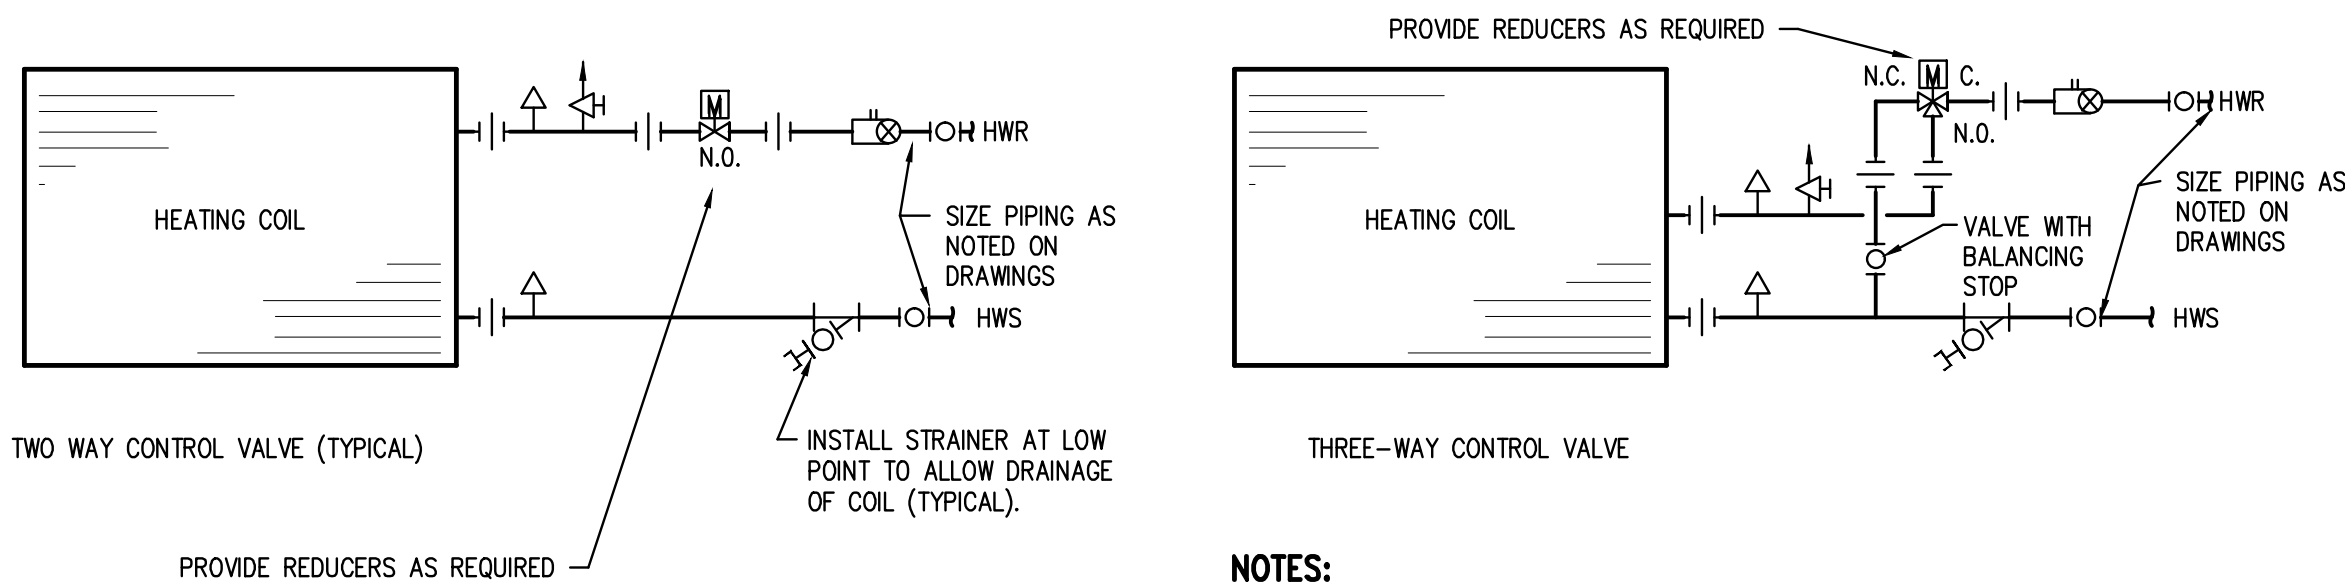 HEATING COIL
M
N.O.
HWR
SIZE PIPING AS
NOTED ON
DRAWINGS
HWS
INSTALL STRAINER AT LOW
POINT TO ALLOW DRAINAGE
OF COIL (TYPICAL).
TWO WAY CONTROL VALVE (TYPICAL)
PROVIDE REDUCERS AS REQUIRED
PROVIDE REDUCERS AS REQUIRED
N.C. M C.
HWR
N.O.
HEATING COIL
SIZE PIPING AS
NOTED ON
DRAWINGS
VALVE WITH
BALANCING
STOP
HWS
THREE-WAY CONTROL VALVE
NOTES: